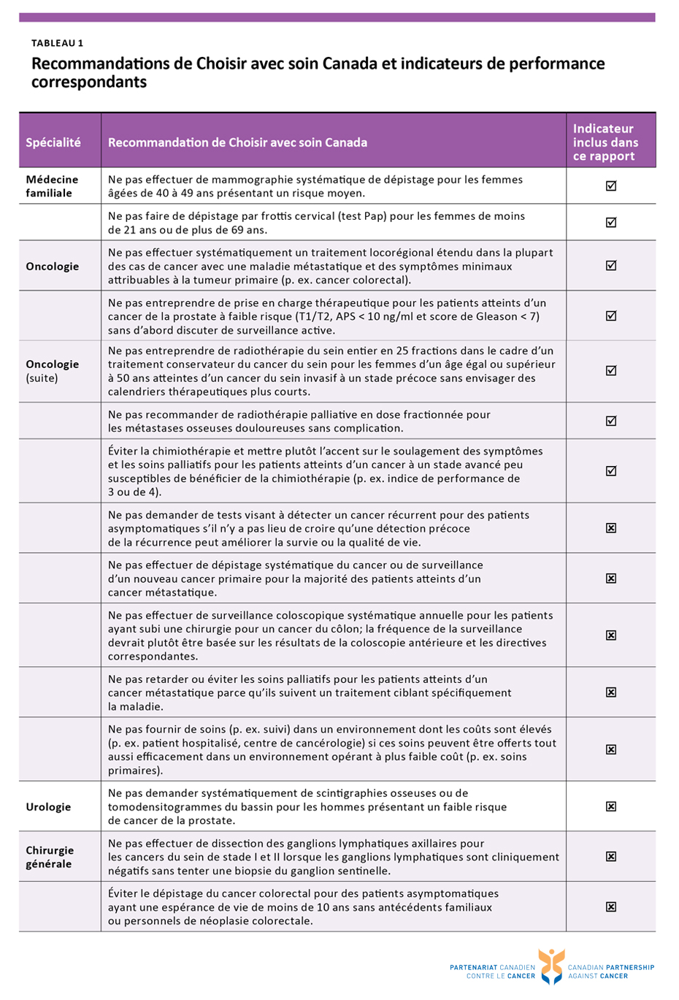 TABLEAU 1
Recommandations de Choisir avec soin Canada et indicateurs de performance
correspondants
Spécialité
Recommandation de Choisir avec soin Canada
Indicateur
inclus dans
ce rapport
Médecine
familiale
Ne pas effectuer de mammographie systématique de dépistage pour les femmes
âgées de 40 à 49 ans présentant un risque moyen.
☑
Ne pas faire de dépistage par frottis cervical (test Pap) pour les femmes de moins
de 21 ans ou de plus de 69 ans.
☑
Oncologie
Ne pas effectuer systématiquement un traitement locorégional étendu dans la plupart
des cas de cancer avec une maladie métastatique et des symptômes minimaux
attribuables à la tumeur primaire (p. ex. cancer colorectal).
☑
Ne pas entreprendre de prise en charge thérapeutique pour les patients atteints d’un
cancer de la prostate à faible risque (T1/T2, APS < 10 ng/ml et score de Gleason < 7)
sans d’abord discuter de surveillance active.
☑
Oncologie
(suite)
Ne pas entreprendre de radiothérapie du sein entier en 25 fractions dans le cadre d’un
traitement conservateur du cancer du sein pour les femmes d’un âge égal ou supérieur
à 50 ans atteintes d’un cancer du sein invasif à un stade précoce sans envisager des
calendriers thérapeutiques plus courts.
☑
Ne pas recommander de radiothérapie palliative en dose fractionnée pour
les métastases osseuses douloureuses sans complication.
☑
Éviter la chimiothérapie et mettre plutôt l’accent sur le soulagement des symptômes
et les soins palliatifs pour les patients atteints d’un cancer à un stade avancé peu
susceptibles de bénéficier de la chimiothérapie (p. ex. indice de performance de
3 ou de 4).
☑
Ne pas demander de tests visant à détecter un cancer récurrent pour des patients
asymptomatiques s’il n’y a pas lieu de croire qu’une détection précoce
de la récurrence peut améliorer la survie ou la qualité de vie.
☒
Ne pas effectuer de dépistage systématique du cancer ou de surveillance
d’un nouveau cancer primaire pour la majorité des patients atteints d’un
cancer métastatique.
☒
Ne pas effectuer de surveillance coloscopique systématique annuelle pour les patients
ayant subi une chirurgie pour un cancer du côlon; la fréquence de la surveillance
devrait plutôt être basée sur les résultats de la coloscopie antérieure et les directives
correspondantes.
☒
Ne pas retarder ou éviter les soins palliatifs pour les patients atteints d’un
cancer métastatique parce qu’ils suivent un traitement ciblant spécifiquement
la maladie.
☒
Ne pas fournir de soins (p. ex. suivi) dans un environnement dont les coûts sont élevés
(p. ex. patient hospitalisé, centre de cancérologie) si ces soins peuvent être offerts tout
aussi efficacement dans un environnement opérant à plus faible coût (p. ex. soins
primaires).
☒
Urologie
Ne pas demander systématiquement de scintigraphies osseuses ou de
tomodensitogrammes du bassin pour les hommes présentant un faible risque
de cancer de la prostate.
☒
Chirurgie
générale
Ne pas effectuer de dissection des ganglions lymphatiques axillaires pour
les cancers du sein de stade I et II lorsque les ganglions lymphatiques sont cliniquement
négatifs sans tenter une biopsie du ganglion sentinelle.
☒
Éviter le dépistage du cancer colorectal pour des patients asymptomatiques
ayant une espérance de vie de moins de 10 ans sans antécédents familiaux
ou personnels de néoplasie colorectale.
☒
PARTENARIAT CANADIEN
CONTRE LE CANCER
CANADIAN PARTNERSHIP
AGAINST CANCER